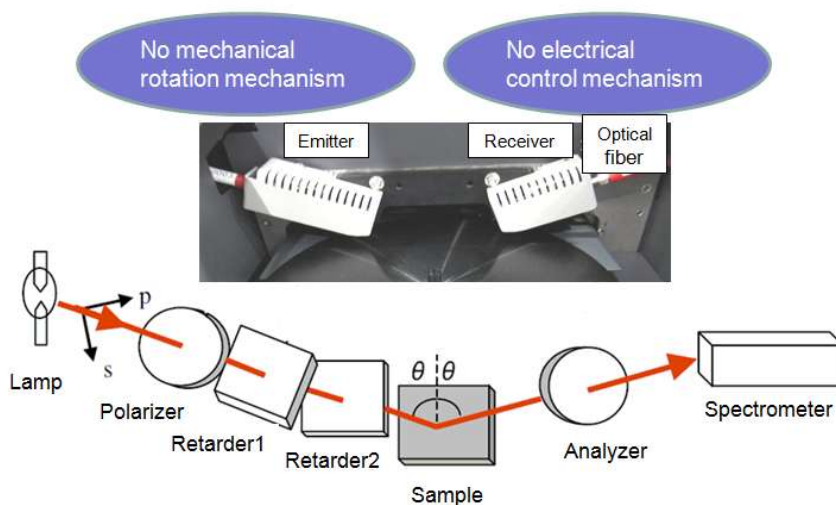 No mechanical
rotation mechanism
No electrical
control mechanism
Emitter
Receiver
Optical
fiber
p
s
Lamp
Polarizer
Retarder1
Retarder2
θ θ
Sample
Analyzer
Spectrometer